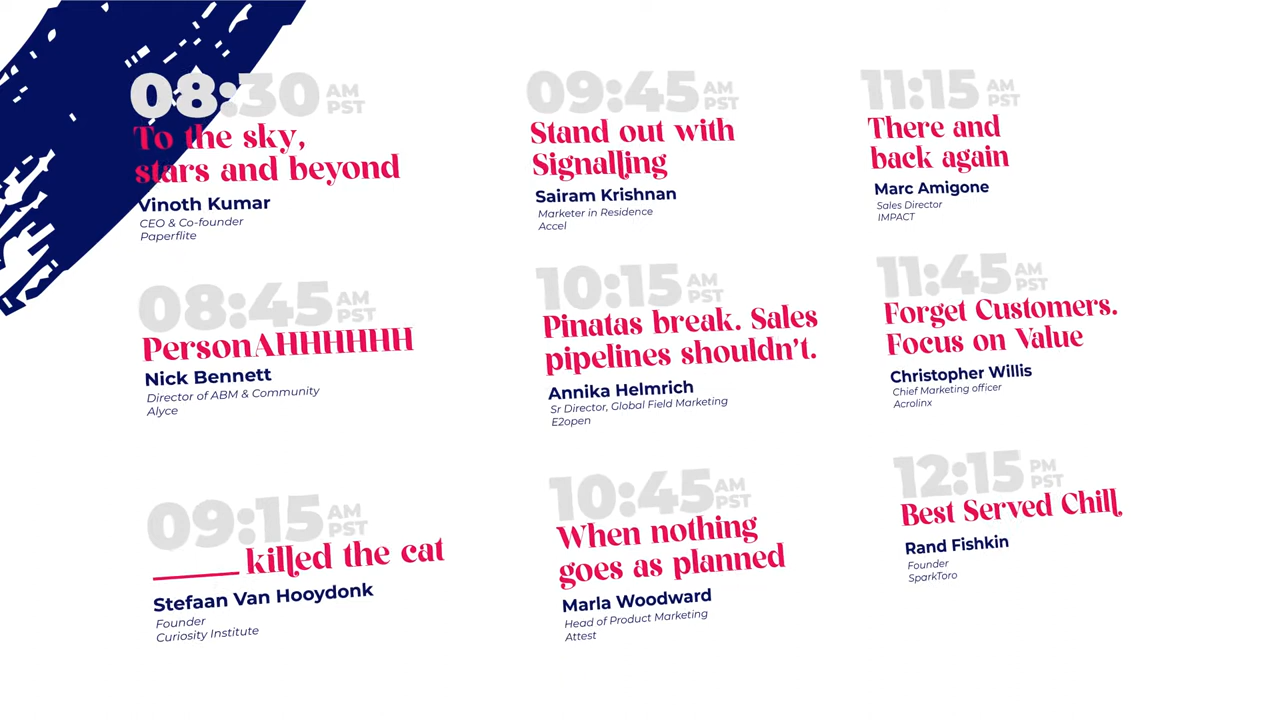 08:30 AM PST
To the sky,
stars and beyond
Vinoth Kumar
CEO & Co-founder
Paperflite
08:45 AM PST
PersonAHHHHHH
Nick Bennett
Director of ABM & Community
Alyce
09:15 AM PST
______ killed the cat
Stefaan Van Hooydonk
Founder
Curiosity Institute
09:45 AM PST
Stand out with
Signalling
Sairam Krishnan
Marketer in Residence
Accel
10:15 AM PST
Pinatas break. Sales
pipelines shouldn't.
Annika Helmrich
Sr Director, Global Field Marketing
E2open
10:45 AM PST
When nothing
goes as planned
Marla Woodward
Head of Product Marketing
Attest
11:15 AM PST
There and
back again
Marc Amigone
Sales Director
IMPACT
11:45 AM PST
Forget Customers.
Focus on Value
Christopher Willis
Chief Marketing officer
Acrolinx
12:15 PM PST
Best Served Chill
Rand Fishkin
Founder
SparkToro